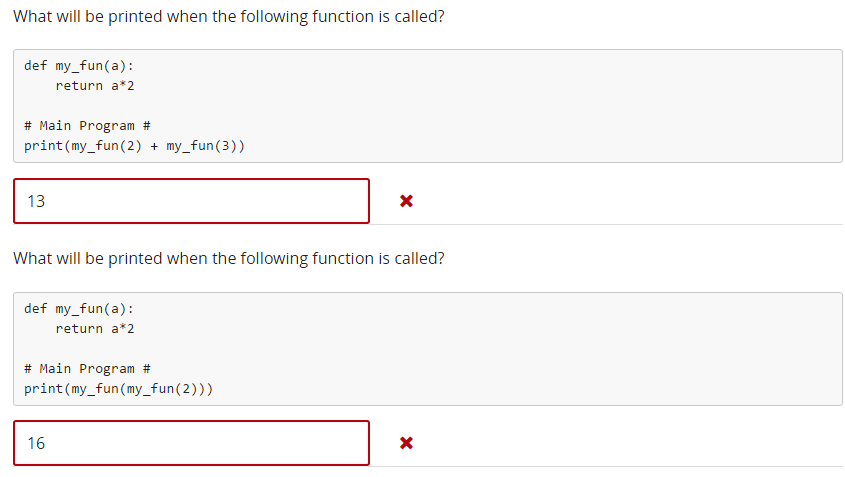 What will be printed when the following function is called?
def my_fun(a):
    return a*2
# Main Program #
print(my_fun(2) + my_fun(3))
13
What will be printed when the following function is called?
def my_fun(a):
    return a*2
# Main Program #
print(my_fun(my_fun(2)))
16